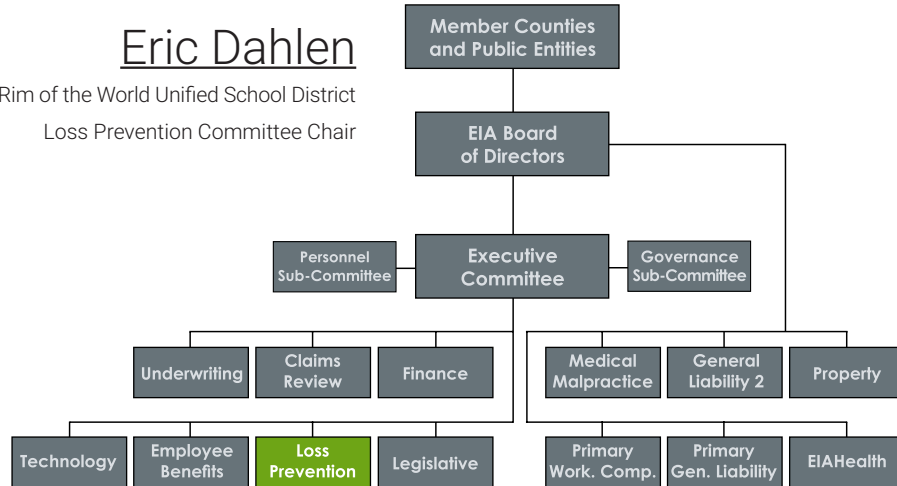 Eric Dahlen
Rim of the World Unified School District
Loss Prevention Committee Chair
Member Counties
and Public Entities
EIA Board
of Directors
Personnel
Sub-Committee
Executive
Committee
Governance
Sub-Committee
Underwriting
Claims
Review
Finance
Medical
Malpractice
General
Liability 2
Property
Technology
Employee
Benefits
Loss
Prevention
Legislative
Primary
Work. Comp.
Primary
Gen. Liability
EIAHealth